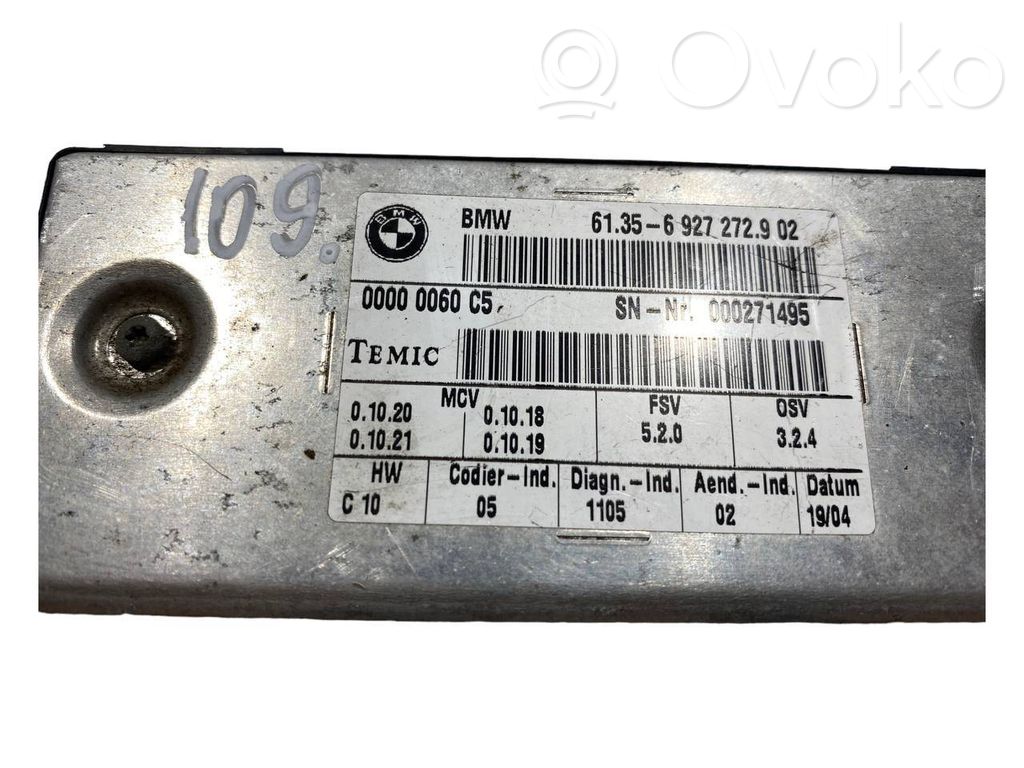 Ovoko
109.
BMW
BMW 61.35-6 927 272.9 02
0000 0060 C5 SN-Nr. 000271495
TEMIC
MCV FSV OSV
0.10.20 0.10.18 5.2.0 3.2.4
0.10.21 0.10.19
HW Codier-Ind. Diagn.-Ind. Aend.-Ind. Datum
C 10 05 1105 02 19/04